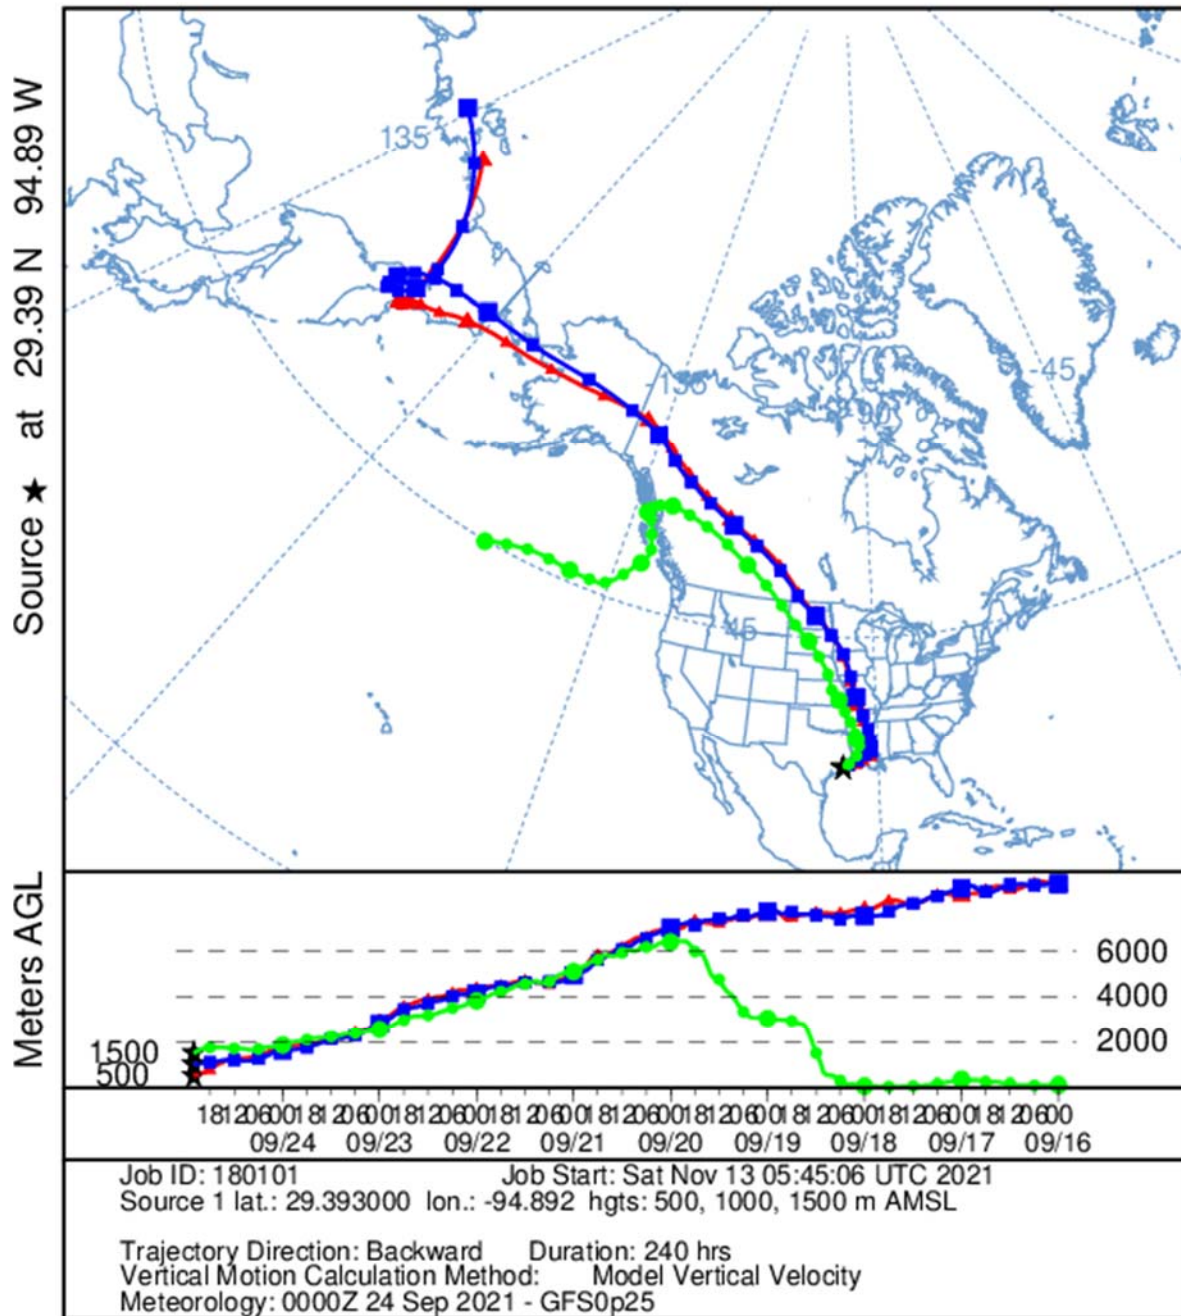 Source ★ at 29.39 N 94.89 W
135
-45
45
Meters AGL
6000
4000
2000
1500
500
09/24 09/23 09/22 09/21 09/20 09/19 09/18 09/17 09/16
Job ID: 180101 Job Start: Sat Nov 13 05:45:06 UTC 2021
Source 1 lat.: 29.393000 lon.: -94.892 hgts: 500, 1000, 1500 m AMSL
Trajectory Direction: Backward Duration: 240 hrs
Vertical Motion Calculation Method: Model Vertical Velocity
Meteorology: 0000Z 24 Sep 2021 - GFS0p25